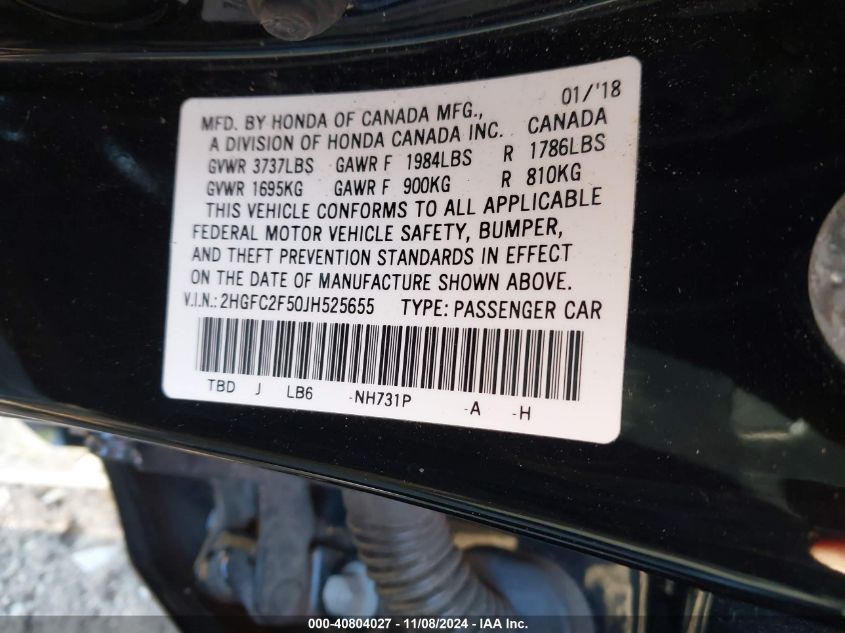 MFD. BY HONDA OF CANADA MFG., 01/'18
A DIVISION OF HONDA CANADA INC. CANADA
GVWR 3737LBS GAWR F 1984LBS R 1786LBS
GVWR 1695KG GAWR F 900KG R 810KG
THIS VEHICLE CONFORMS TO ALL APPLICABLE
FEDERAL MOTOR VEHICLE SAFETY, BUMPER,
AND THEFT PREVENTION STANDARDS IN EFFECT
ON THE DATE OF MANUFACTURE SHOWN ABOVE.
V.I.N.: 2HGFC2F50JH525655 TYPE: PASSENGER CAR
TBD J LB6 -NH731P -A -H
000-40804027 - 11/08/2024 - IAA Inc.